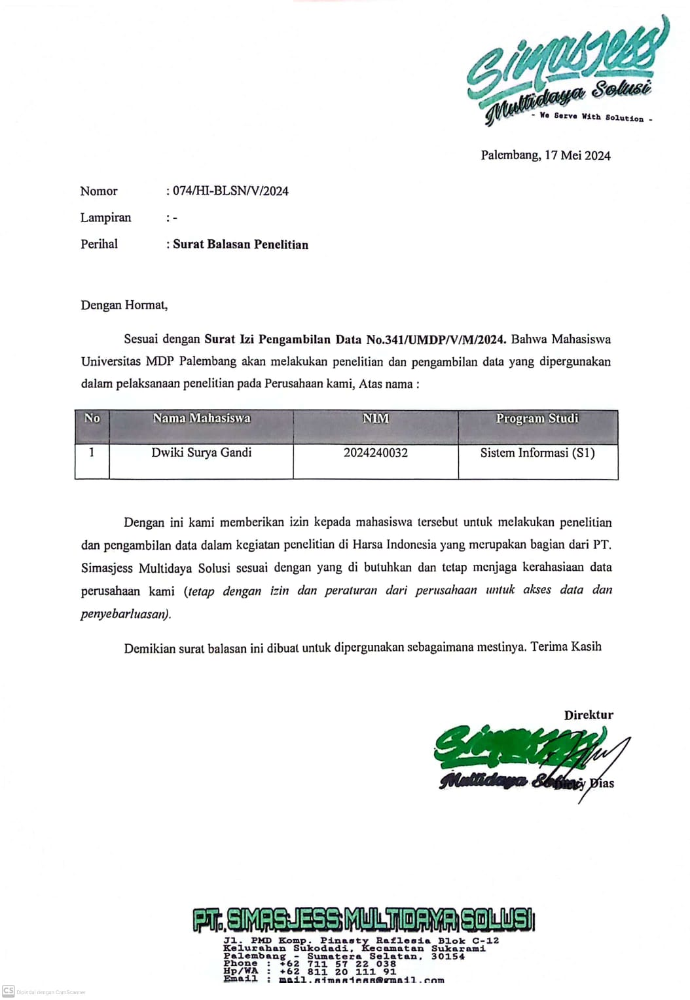 Simasjess
Multidaya Solusi
- We Serve With Solution -
Palembang, 17 Mei 2024
Nomor : 074/HI-BLSN/V/2024
Lampiran : -
Perihal : Surat Balasan Penelitian
Dengan Hormat,
Sesuai dengan Surat Izi Pengambilan Data No.341/UMDP/V/M/2024. Bahwa Mahasiswa
Universitas MDP Palembang akan melakukan penelitian dan pengambilan data yang dipergunakan
dalam pelaksanaan penelitian pada Perusahaan kami, Atas nama :
No Nama Mahasiswa NIM Program Studi
1 Dwiki Surya Gandi 2024240032 Sistem Informasi (S1)
Dengan ini kami memberikan izin kepada mahasiswa tersebut untuk melakukan penelitian
dan pengambilan data dalam kegiatan penelitian di Harsa Indonesia yang merupakan bagian dari PT.
Simasjess Multidaya Solusi sesuai dengan yang di butuhkan dan tetap menjaga kerahasiaan data
perusahaan kami (tetap dengan izin dan peraturan dari perusahaan untuk akses data dan
penyebarluasan).
Demikian surat balasan ini dibuat untuk dipergunakan sebagaimana mestinya. Terima Kasih
Direktur
Simasjess
Multidaya Solusi
Dicky Dias
PT. SIMASJESS MULTIDAYA SOLUSI
Jl. PMD Komp. Pinasty Raflesia Blok C-12
Kelurahan Sukodadi, Kecamatan Sukarami
Palembang - Sumatera Selatan, 30154
Phone : +62 711 57 22 038
Hp/WA : +62 811 20 111 91
Email : mail.simasjess@gmail.com
CS Dipindai dengan CamScanner